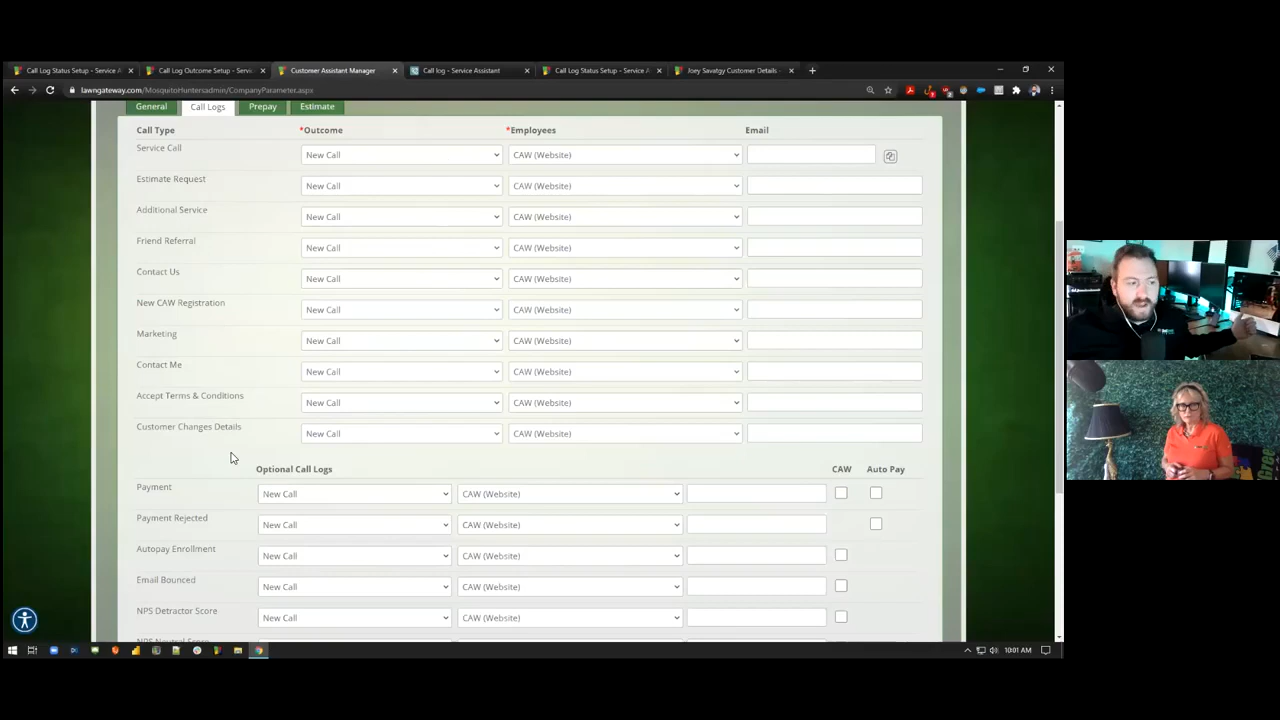 Call Log Status Setup - Service A
Call Log Outcome Setup - Servi
Customer Assistant Manager
Call log - Service Assistant
Call Log Status Setup - Service A
Joey Savatgy Customer Details -
lawngateway.com/MosquitoHuntersadmin/CompanyParameter.aspx
General Call Logs Prepay Estimate
Call Type *Outcome *Employees Email
Service Call New Call CAW (Website)
Estimate Request New Call CAW (Website)
Additional Service New Call CAW (Website)
Friend Referral New Call CAW (Website)
Contact Us New Call CAW (Website)
New CAW Registration New Call CAW (Website)
Marketing New Call CAW (Website)
Contact Me New Call CAW (Website)
Accept Terms & Conditions New Call CAW (Website)
Customer Changes Details New Call CAW (Website)
Optional Call Logs CAW Auto Pay
Payment New Call CAW (Website)
Payment Rejected New Call CAW (Website)
Autopay Enrollment New Call CAW (Website)
Email Bounced New Call CAW (Website)
NPS Detractor Score New Call CAW (Website)
NPS Neutral Score
10:01 AM